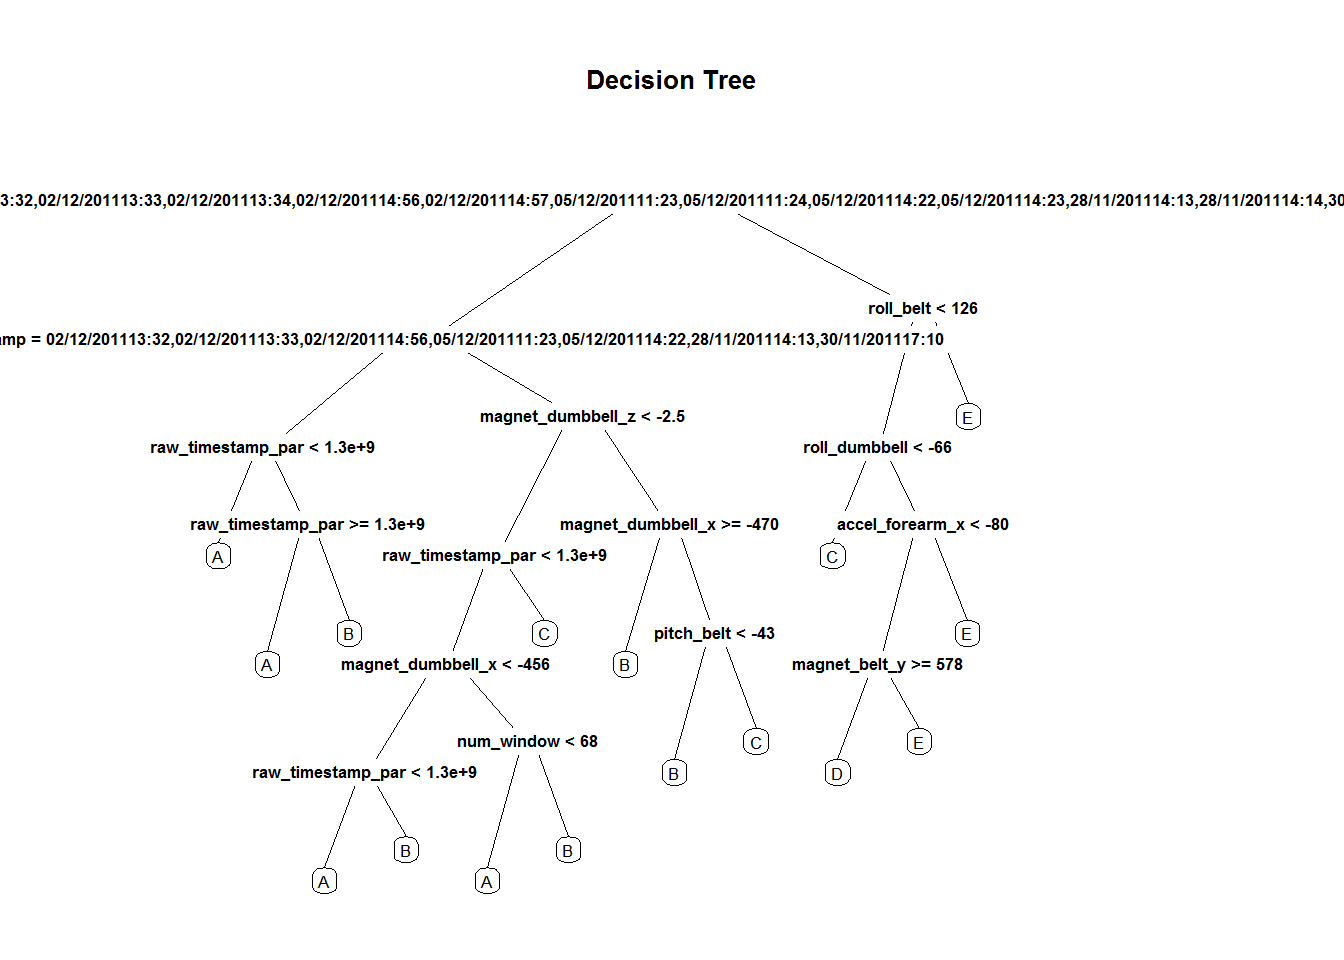 Decision Tree
3:32,02/12/201113:33,02/12/201113:34,02/12/201114:56,02/12/201114:57,05/12/201111:23,05/12/201111:24,05/12/201114:22,05/12/201114:23,28/11/201114:13,28/11/201114:14,30
roll_belt < 126
amp = 02/12/201113:32,02/12/201113:33,02/12/201114:56,05/12/201111:23,05/12/201114:22,28/11/201114:13,30/11/201117:10
magnet_dumbbell_z < -2.5
E
raw_timestamp_par < 1.3e+9
roll_dumbbell < -66
raw_timestamp_par >= 1.3e+9
magnet_dumbbell_x >= -470
accel_forearm_x < -80
A
raw_timestamp_par < 1.3e+9
C
B
C
pitch_belt < -43
E
A
magnet_dumbbell_x < -456
B
magnet_belt_y >= 578
num_window < 68
C
E
raw_timestamp_par < 1.3e+9
B
D
B
B
A
A